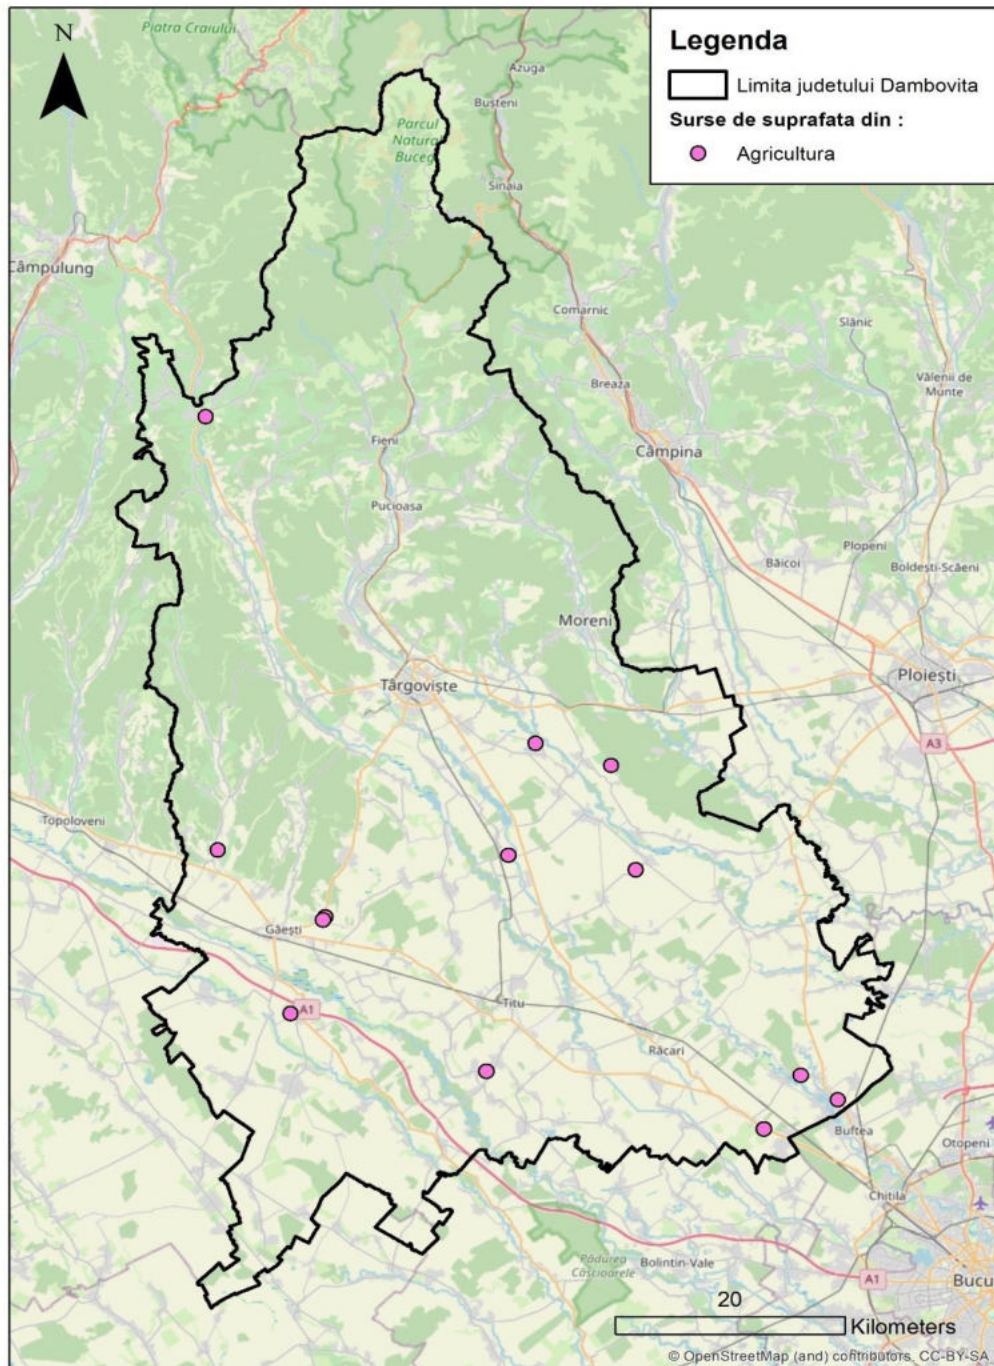 N
Piatra Craiului
Azuga
Bușteni
Legenda
Limita judetului Dambovita
Surse de suprafata din :
Agricultura
Parcul
Natural
Buceg
Sinaia
Câmpulung
Comarnic
Slănic
Breaza
Vălenii de
Munte
Fieni
Câmpina
Pucioasa
Plopeni
Băicoi
Boldești-Scăeni
Moreni
Ploiești
Târgoviște
A3
Topoloveni
Găești
A1
Titu
Răcari
Buftea
Otopeni
Chitila
Pădurea
Căscioarele
Bolintin-Vale
A1
Bucu
20
Kilometers
© OpenStreetMap (and) contributors, CC-BY-SA